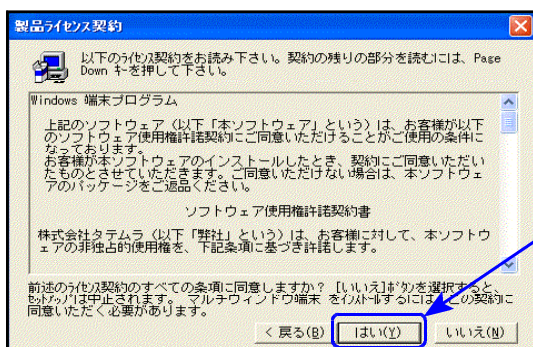 製品ライセンス契約
以下のライセンス契約をお読み下さい。契約の残りの部分を読むには、Page
Down キーを押して下さい。
Windows 端末プログラム
上記のソフトウェア（以下「本ソフトウェア」という）は、お客様が以下
のソフトウェア使用権許諾契約にご同意いただけることがご使用の条件に
なっております。
お客様が本ソフトウェアのインストールしたとき、契約にご同意いただい
たものとさせていただきます。ご同意いただけない場合は、本ソフトウェ
アのパッケージをご返品ください。
ソフトウェア使用権許諾契約書
株式会社タテムラ（以下「弊社」という）は、お客様に対して、本ソフトウ
ェアの非独占的使用権を、下記条項に基づき許諾します。
前述のライセンス契約のすべての条項に同意しますか？ [いいえ]ボタンを選択すると、
セットアップは中止されます。 マルチウィンドウ端末 をインストールするには、この契約に
同意いただく必要があります。
< 戻る(B) はい(Y) いいえ(N)